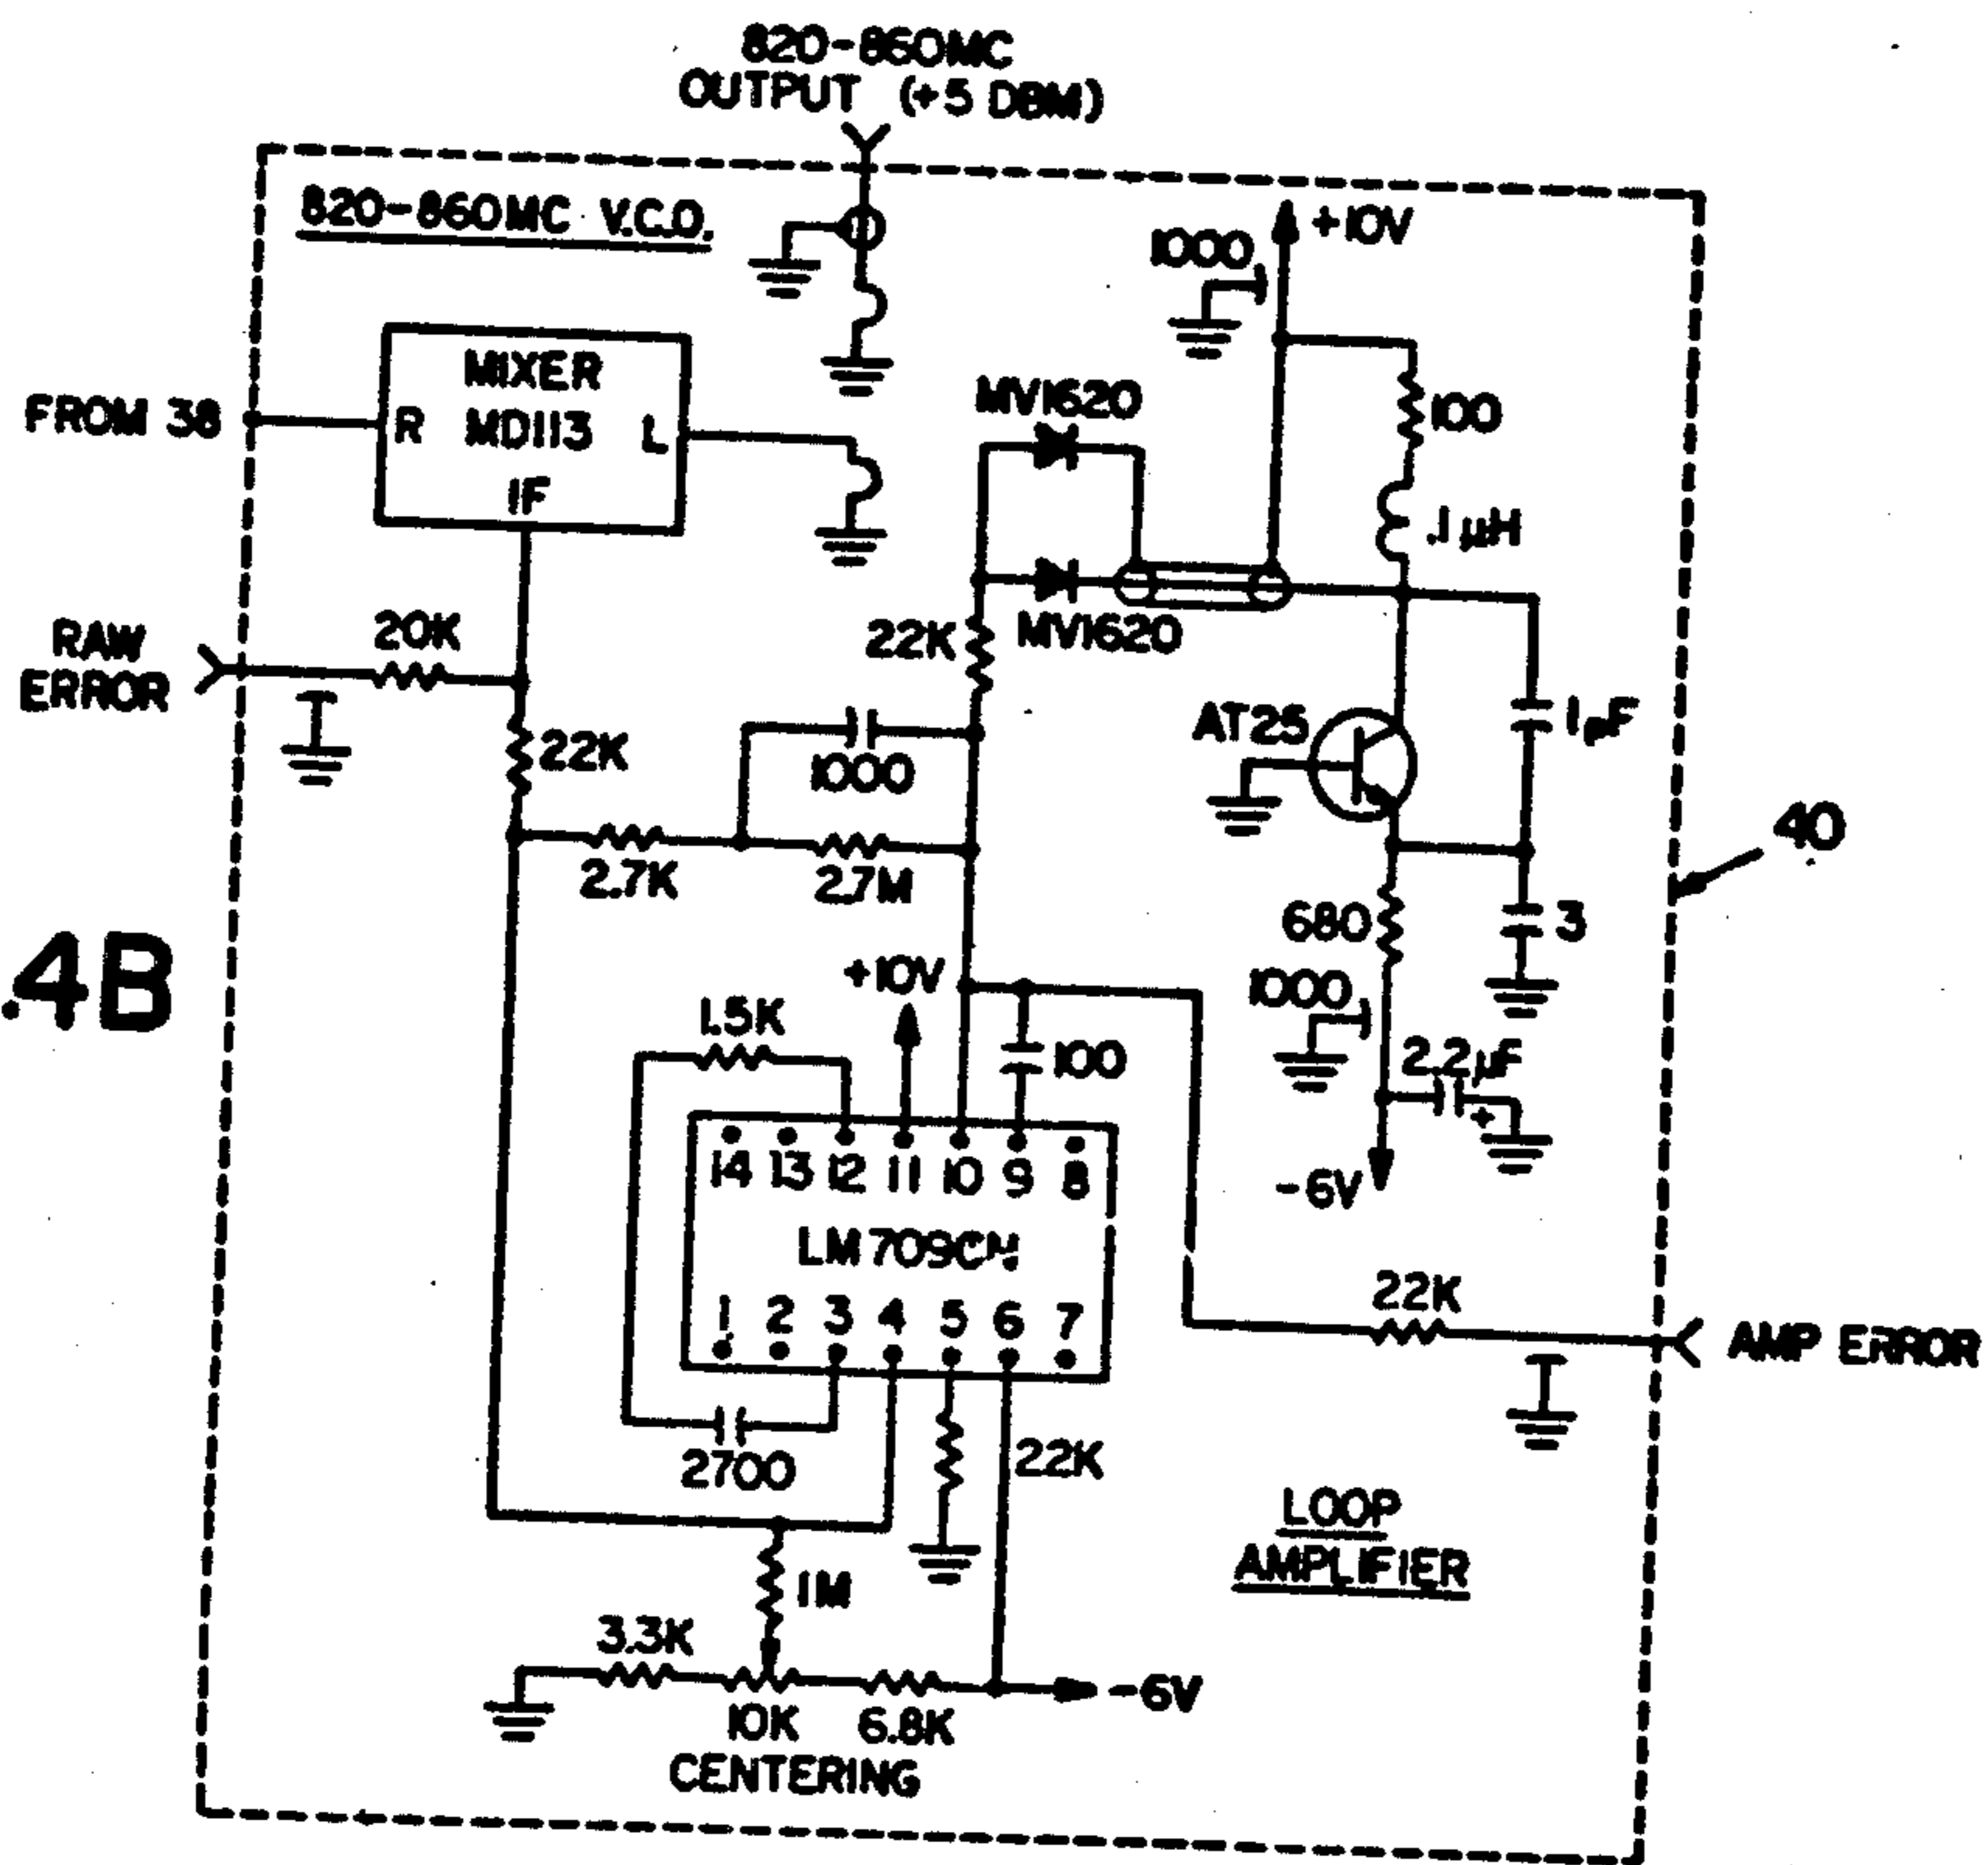 820-860MC
OUTPUT (+5 DBM)
820-860MC V.C.O.
1000
+10V
MIXER
MD113
R
L
IF
FROM 38
MV1620
100
.1µH
RAW
ERROR
20K
22K
MV1620
22K
1000
AT25
1µF
40
2.7K
2.7M
680
3
.4B
+10V
1.5K
100
1000
2.2µF
+
-6V
14 13 12 11 10 9 8
LM709CN
1 2 3 4 5 6 7
22K
AMP ERROR
2700
22K
LOOP
AMPLIFIER
1M
3.3K
10K
6.8K
-6V
CENTERING